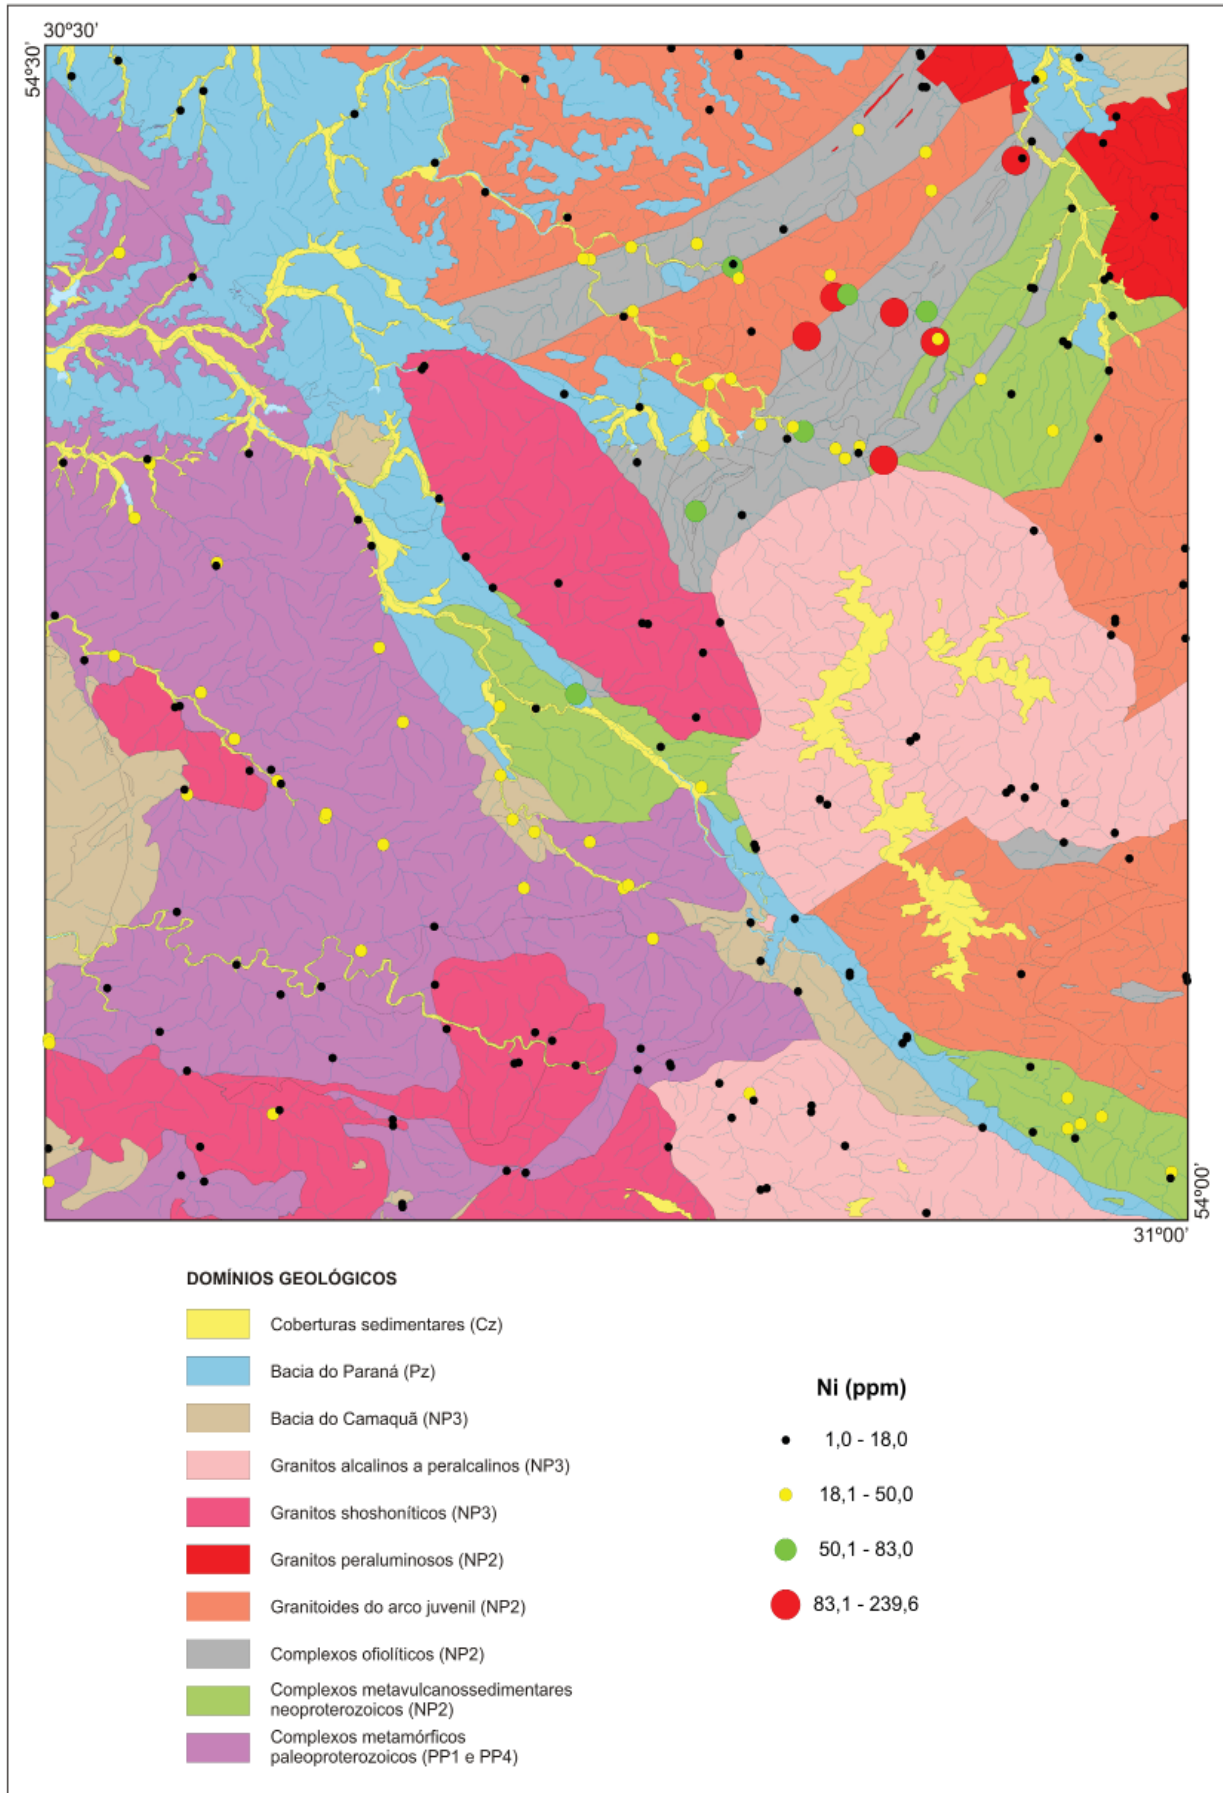 30º30'
54º30'
54º00'
31º00'
DOMÍNIOS GEOLÓGICOS
Coberturas sedimentares (Cz)
Bacia do Paraná (Pz)
Bacia do Camaquã (NP3)
Granitos alcalinos a peralcalinos (NP3)
Granitos shoshoníticos (NP3)
Granitos peraluminosos (NP2)
Granitoides do arco juvenil (NP2)
Complexos ofiolíticos (NP2)
Complexos metavulcanossedimentares
neoproterozoicos (NP2)
Complexos metamórficos
paleoproterozoicos (PP1 e PP4)
Ni (ppm)
1,0 - 18,0
18,1 - 50,0
50,1 - 83,0
83,1 - 239,6